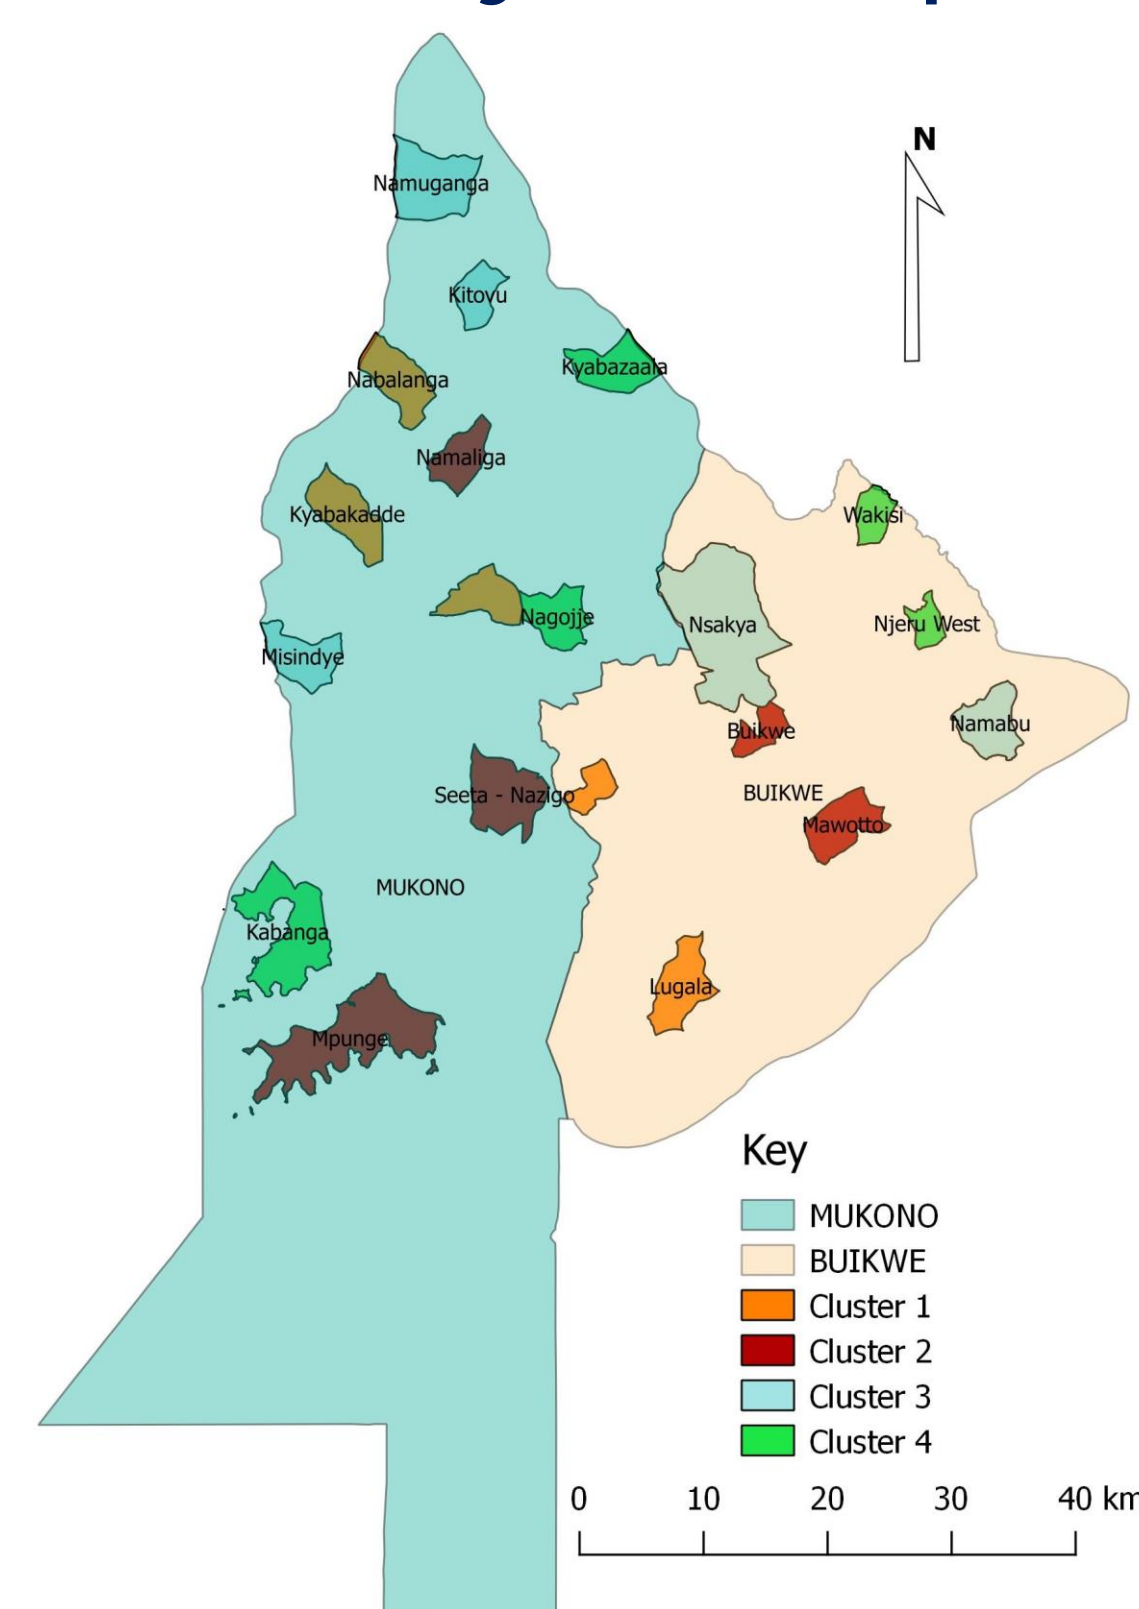 N
Namuganga
Kitovu
Kyabazaala
Nabalanga
Namaliga
Kyabakadde
Wakisi
Nagojje
Nsakya
Njeru West
Misindye
Namabu
Buikwe
Seeta - Nazigo
BUIKWE
Mawotto
MUKONO
Kabanga
Lugala
Mpunge
Key
MUKONO
BUIKWE
Cluster 1
Cluster 2
Cluster 3
Cluster 4
0 10 20 30 40 km